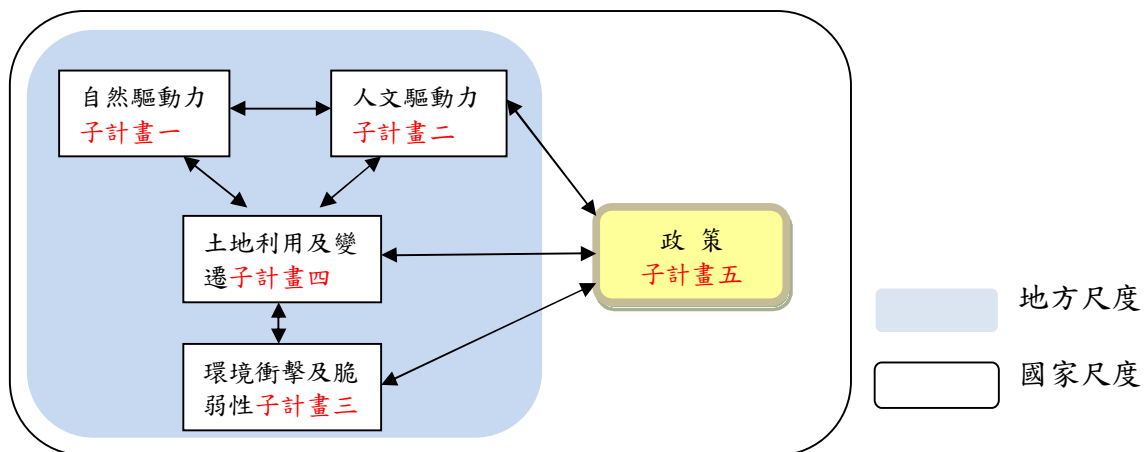 自然驅動力
子計畫一
人文驅動力
子計畫二
土地利用及變
遷子計畫四
環境衝擊及脆
弱性子計畫三
政 策
子計畫五
地方尺度
國家尺度